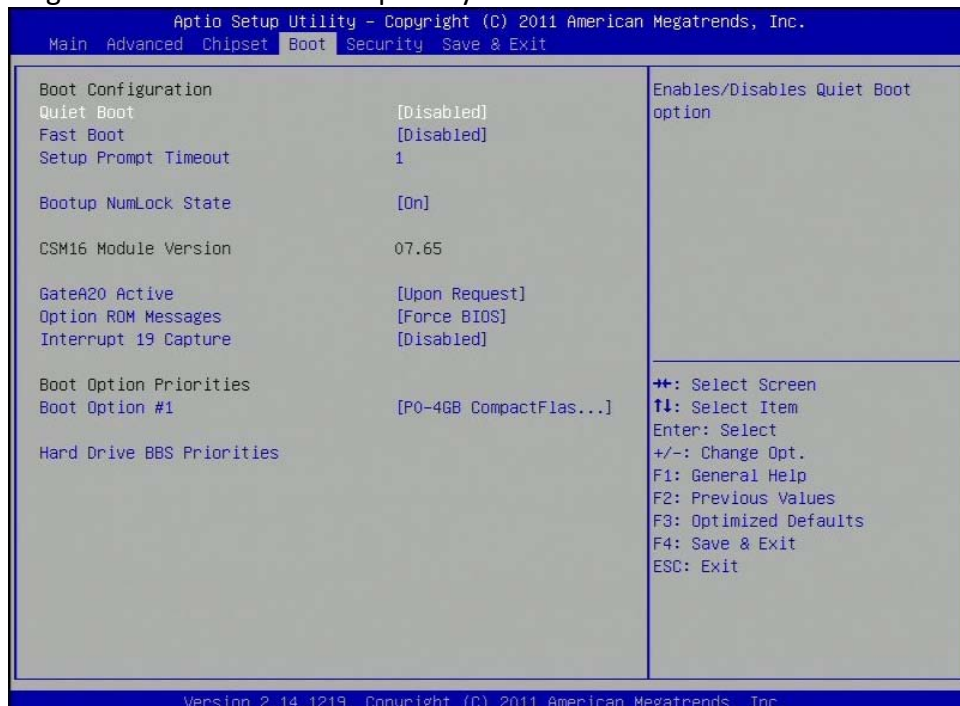 Aptio Setup Utility – Copyright (C) 2011 American Megatrends, Inc.
Main Advanced Chipset Boot Security Save & Exit
Boot Configuration
Quiet Boot [Disabled]
Fast Boot [Disabled]
Setup Prompt Timeout 1
Bootup NumLock State [On]
CSM16 Module Version 07.65
GateA20 Active [Upon Request]
Option ROM Messages [Force BIOS]
Interrupt 19 Capture [Disabled]
Boot Option Priorities
Boot Option #1 [P0-4GB CompactFlas...]
Hard Drive BBS Priorities
Enables/Disables Quiet Boot
option
→←: Select Screen
↑↓: Select Item
Enter: Select
+/-: Change Opt.
F1: General Help
F2: Previous Values
F3: Optimized Defaults
F4: Save & Exit
ESC: Exit
Version 2.14.1219. Copyright (C) 2011 American Megatrends, Inc.